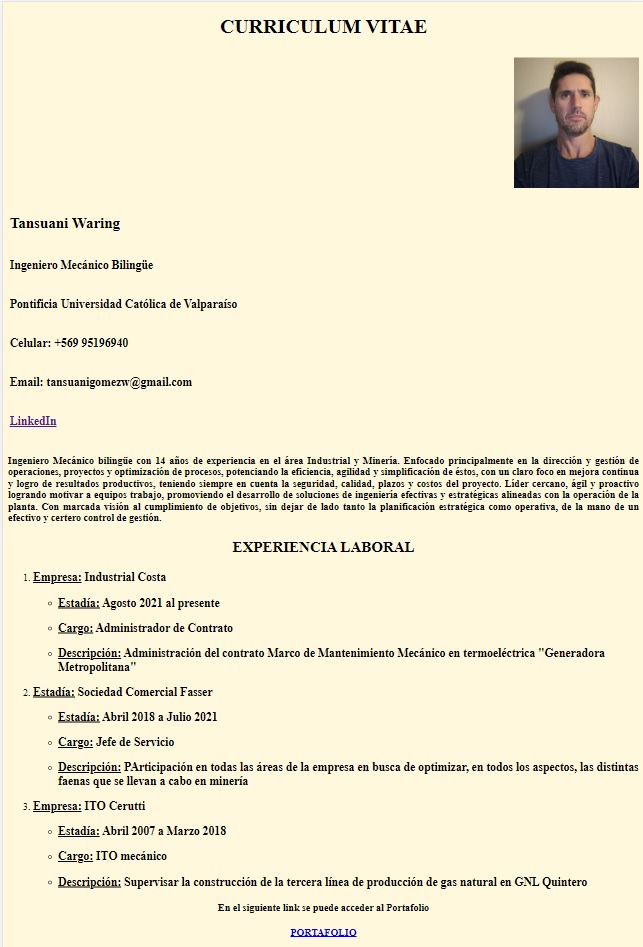 CURRICULUM VITAE
Tansuani Waring
Ingeniero Mecánico Bilingüe
Pontificia Universidad Católica de Valparaíso
Celular: +569 95196940
Email: tansuanigomezw@gmail.com
LinkedIn
Ingeniero Mecánico bilingüe con 14 años de experiencia en el área Industrial y Minería. Enfocado principalmente en la dirección y gestión de
operaciones, proyectos y optimización de procesos, potenciando la eficiencia, agilidad y simplificación de éstos, con un claro foco en mejora continua
y logro de resultados productivos, teniendo siempre en cuenta la seguridad, calidad, plazos y costos del proyecto. Líder cercano, ágil y proactivo
logrando motivar a equipos trabajo, promoviendo el desarrollo de soluciones de ingeniería efectivas y estratégicas alineadas con la operación de la
planta. Con marcada visión al cumplimiento de objetivos, sin dejar de lado tanto la planificación estratégica como operativa, de la mano de un
efectivo y certero control de gestión.
EXPERIENCIA LABORAL
1. Empresa: Industrial Costa
◦ Estadía: Agosto 2021 al presente
◦ Cargo: Administrador de Contrato
◦ Descripción: Administración del contrato Marco de Mantenimiento Mecánico en termoeléctrica "Generadora
Metropolitana"
2. Estadía: Sociedad Comercial Fasser
◦ Estadía: Abril 2018 a Julio 2021
◦ Cargo: Jefe de Servicio
◦ Descripción: PArticipación en todas las áreas de la empresa en busca de optimizar, en todos los aspectos, las distintas
faenas que se llevan a cabo en minería
3. Empresa: ITO Cerutti
◦ Estadía: Abril 2007 a Marzo 2018
◦ Cargo: ITO mecánico
◦ Descripción: Supervisar la construcción de la tercera línea de producción de gas natural en GNL Quintero
En el siguiente link se puede acceder al Portafolio
PORTAFOLIO